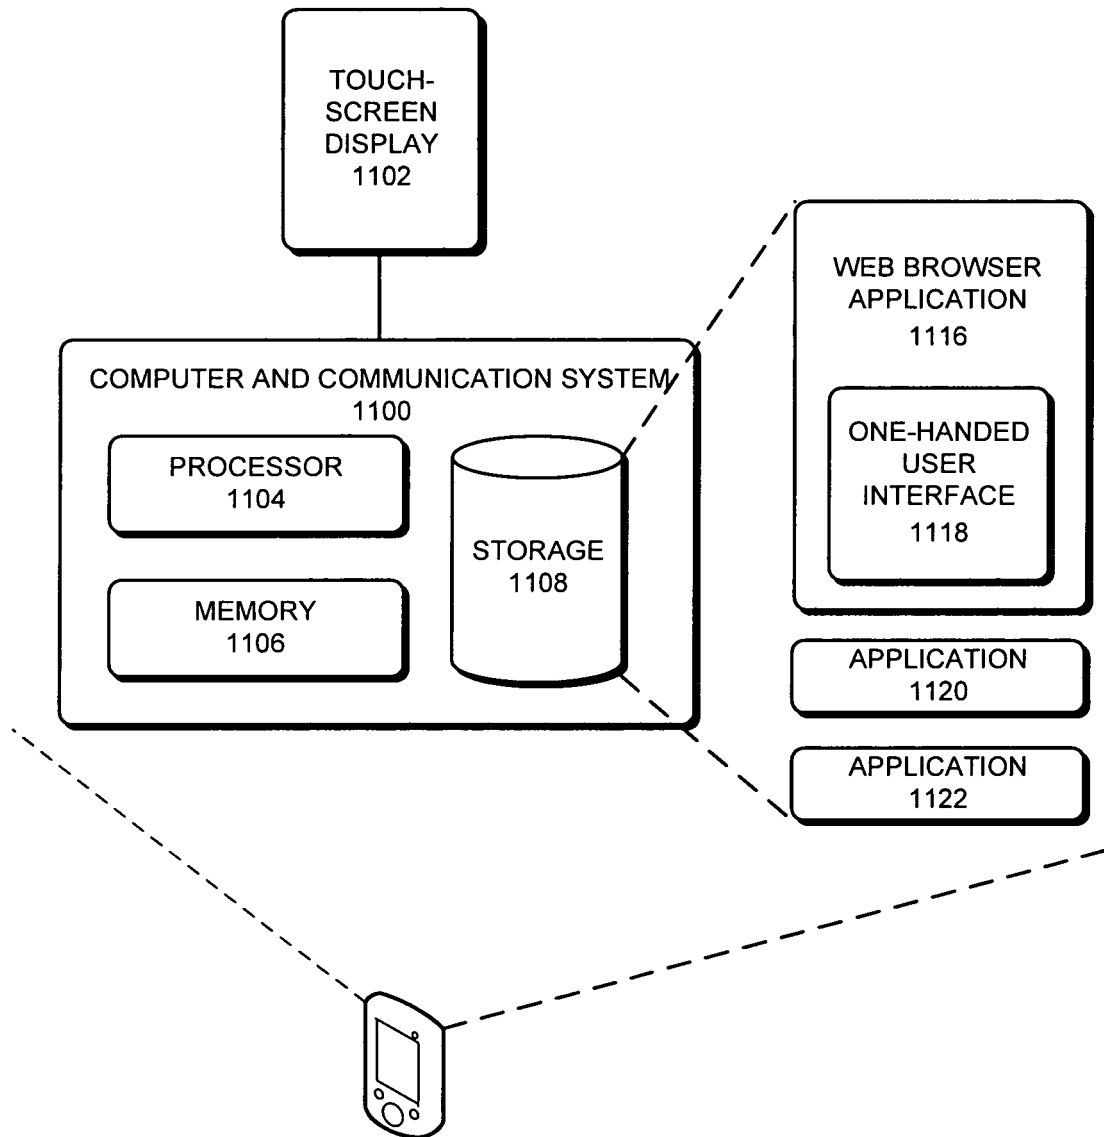 TOUCH-
SCREEN
DISPLAY
1102
COMPUTER AND COMMUNICATION SYSTEM
1100
PROCESSOR
1104
MEMORY
1106
STORAGE
1108
WEB BROWSER
APPLICATION
1116
ONE-HANDED
USER
INTERFACE
1118
APPLICATION
1120
APPLICATION
1122